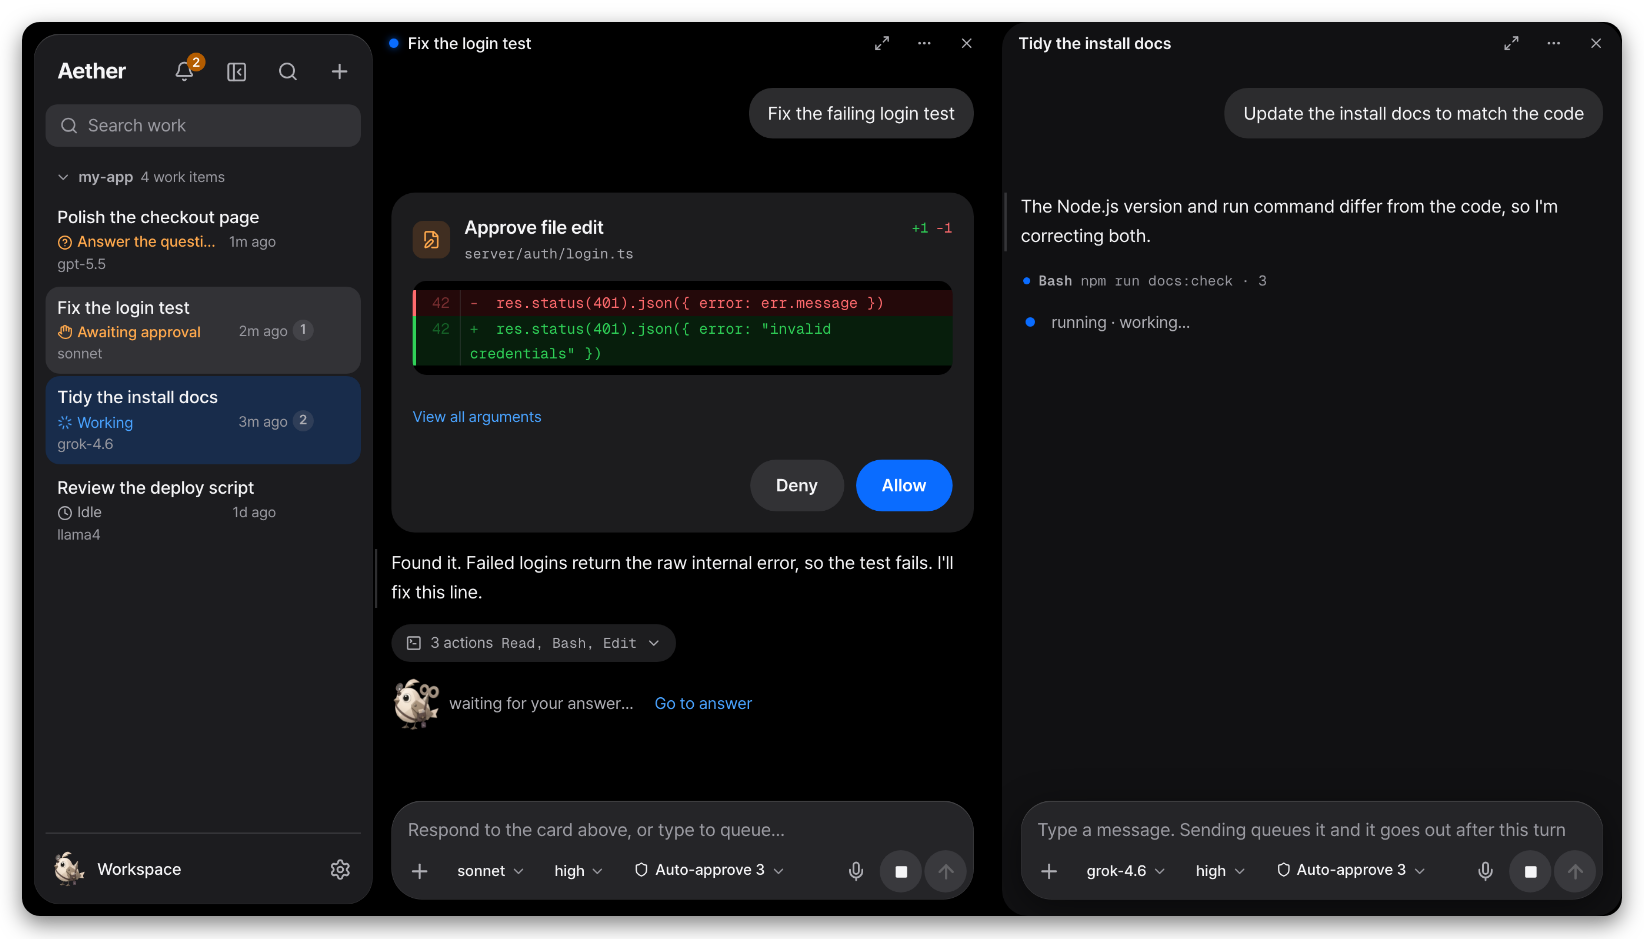 Aether
2
Search work
my-app 4 work items
Polish the checkout page
Answer the questi... 1m ago
gpt-5.5
Fix the login test
Awaiting approval 2m ago 1
sonnet
Tidy the install docs
Working 3m ago 2
grok-4.6
Review the deploy script
Idle 1d ago
llama4
Workspace
Fix the login test
Fix the failing login test
Approve file edit +1 -1
server/auth/login.ts
42 - res.status(401).json({ error: err.message })
42 + res.status(401).json({ error: "invalid
credentials" })
View all arguments
Deny Allow
Found it. Failed logins return the raw internal error, so the test fails. I'll
fix this line.
3 actions Read, Bash, Edit
waiting for your answer... Go to answer
Respond to the card above, or type to queue...
sonnet high Auto-approve 3
Tidy the install docs
Update the install docs to match the code
The Node.js version and run command differ from the code, so I'm
correcting both.
Bash npm run docs:check · 3
running · working...
Type a message. Sending queues it and it goes out after this turn
grok-4.6 high Auto-approve 3